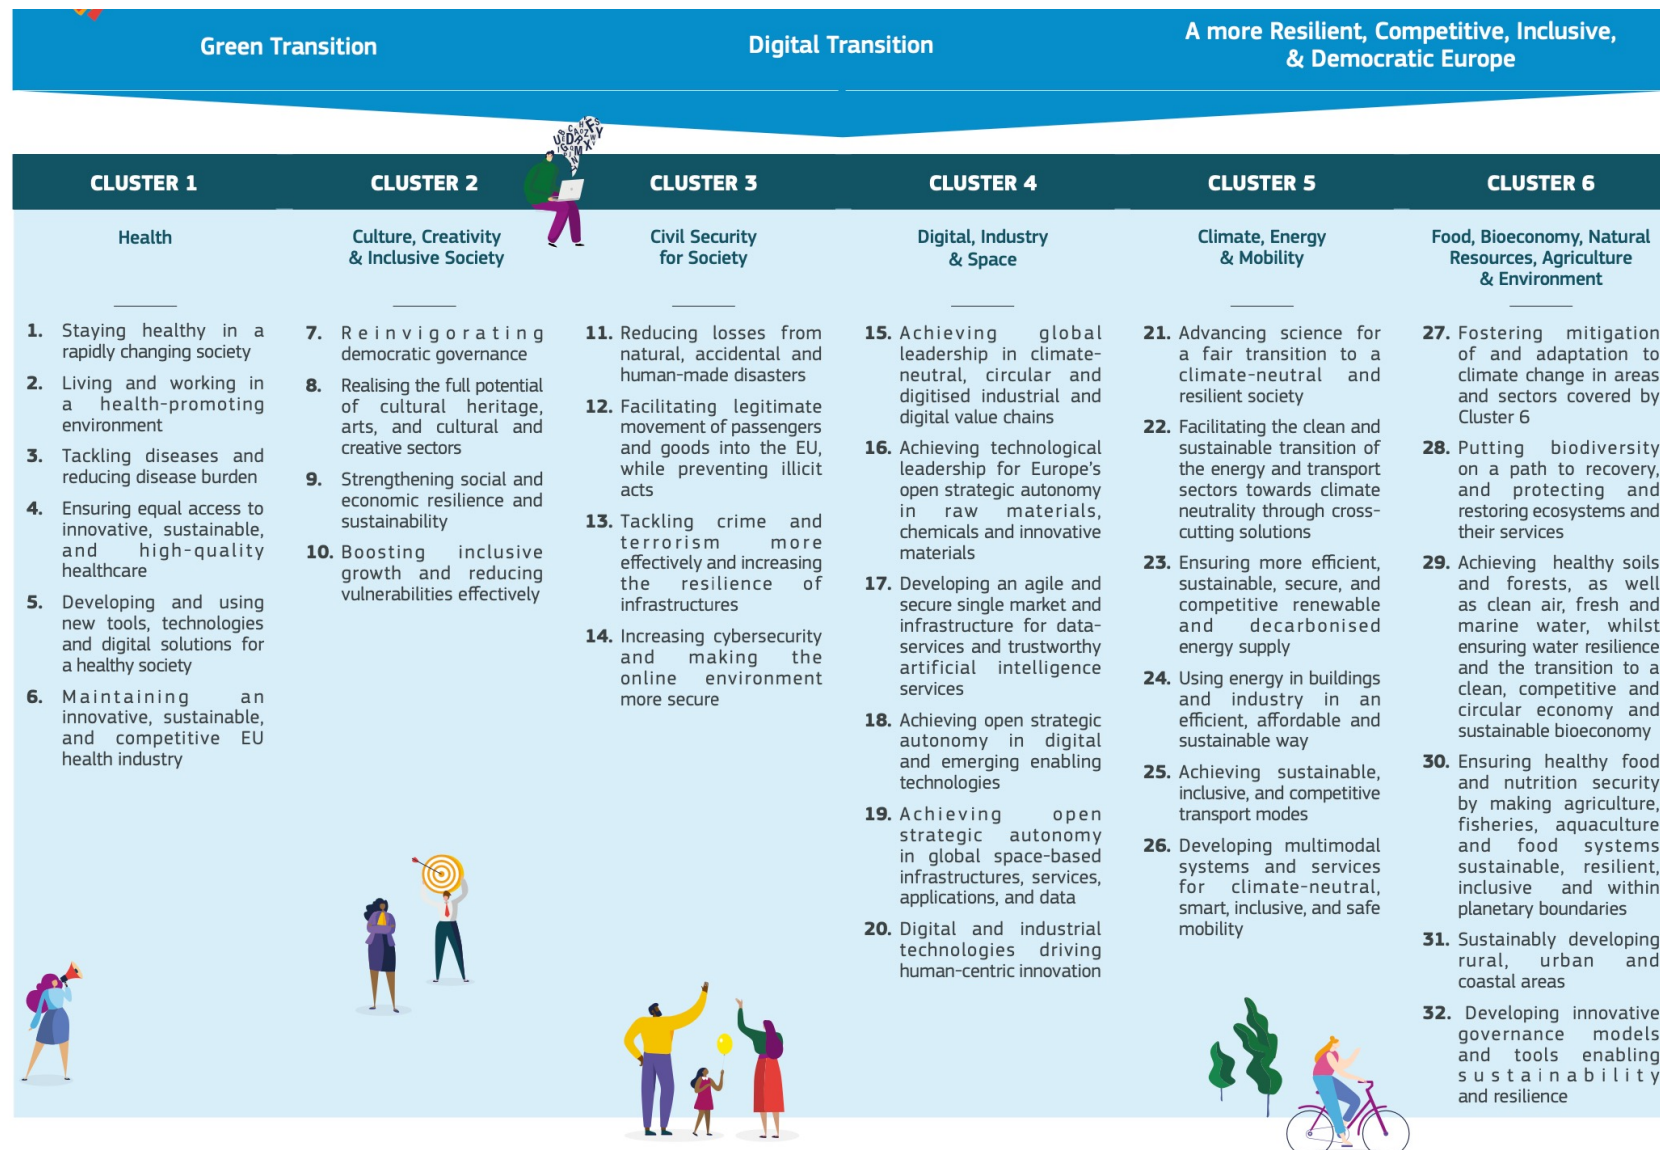 Green Transition
Digital Transition
A more Resilient, Competitive, Inclusive,
& Democratic Europe
CLUSTER 1
Health
1. Staying healthy in a
rapidly changing society
2. Living and working in
a health-promoting
environment
3. Tackling diseases and
reducing disease burden
4. Ensuring equal access to
innovative, sustainable,
and high-quality
healthcare
5. Developing and using
new tools, technologies
and digital solutions for
a healthy society
6. Maintaining an
innovative, sustainable,
and competitive EU
health industry
CLUSTER 2
Culture, Creativity
& Inclusive Society
7. Reinvigorating
democratic governance
8. Realising the full potential
of cultural heritage,
arts, and cultural and
creative sectors
9. Strengthening social and
economic resilience and
sustainability
10. Boosting inclusive
growth and reducing
vulnerabilities effectively
CLUSTER 3
Civil Security
for Society
11. Reducing losses from
natural, accidental and
human-made disasters
12. Facilitating legitimate
movement of passengers
and goods into the EU,
while preventing illicit
acts
13. Tackling crime and
terrorism more
effectively and increasing
the resilience of
infrastructures
14. Increasing cybersecurity
and making the
online environment
more secure
CLUSTER 4
Digital, Industry
& Space
15. Achieving global
leadership in climate-
neutral, circular and
digitised industrial and
digital value chains
16. Achieving technological
leadership for Europe's
open strategic autonomy
in raw materials,
chemicals and innovative
materials
17. Developing an agile and
secure single market and
infrastructure for data-
services and trustworthy
artificial intelligence
services
18. Achieving open strategic
autonomy in digital
and emerging enabling
technologies
19. Achieving open
strategic autonomy
in global space-based
infrastructures, services,
applications, and data
20. Digital and industrial
technologies driving
human-centric innovation
CLUSTER 5
Climate, Energy
& Mobility
21. Advancing science for
a fair transition to a
climate-neutral and
resilient society
22. Facilitating the clean and
sustainable transition of
the energy and transport
sectors towards climate
neutrality through cross-
cutting solutions
23. Ensuring more efficient,
sustainable, secure, and
competitive renewable
and decarbonised
energy supply
24. Using energy in buildings
and industry in an
efficient, affordable and
sustainable way
25. Achieving sustainable,
inclusive, and competitive
transport modes
26. Developing multimodal
systems and services
for climate-neutral,
smart, inclusive, and safe
mobility
CLUSTER 6
Food, Bioeconomy, Natural
Resources, Agriculture
& Environment
27. Fostering mitigation
of and adaptation to
climate change in areas
and sectors covered by
Cluster 6
28. Putting biodiversity
on a path to recovery,
and protecting and
restoring ecosystems and
their services
29. Achieving healthy soils
and forests, as well
as clean air, fresh and
marine water, whilst
ensuring water resilience
and the transition to a
clean, competitive and
circular economy and
sustainable bioeconomy
30. Ensuring healthy food
and nutrition security
by making agriculture,
fisheries, aquaculture
and food systems
sustainable, resilient,
inclusive and within
planetary boundaries
31. Sustainably developing
rural, urban and
coastal areas
32. Developing innovative
governance models
and tools enabling
sustainability
and resilience